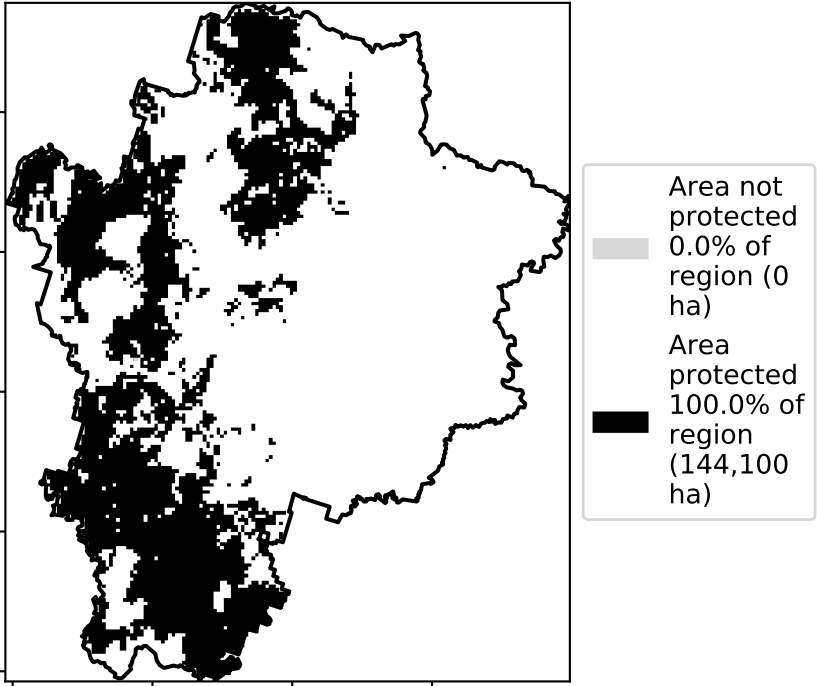 Area not
protected
0.0% of
region (0
ha)
Area
protected
100.0% of
region
(144,100
ha)